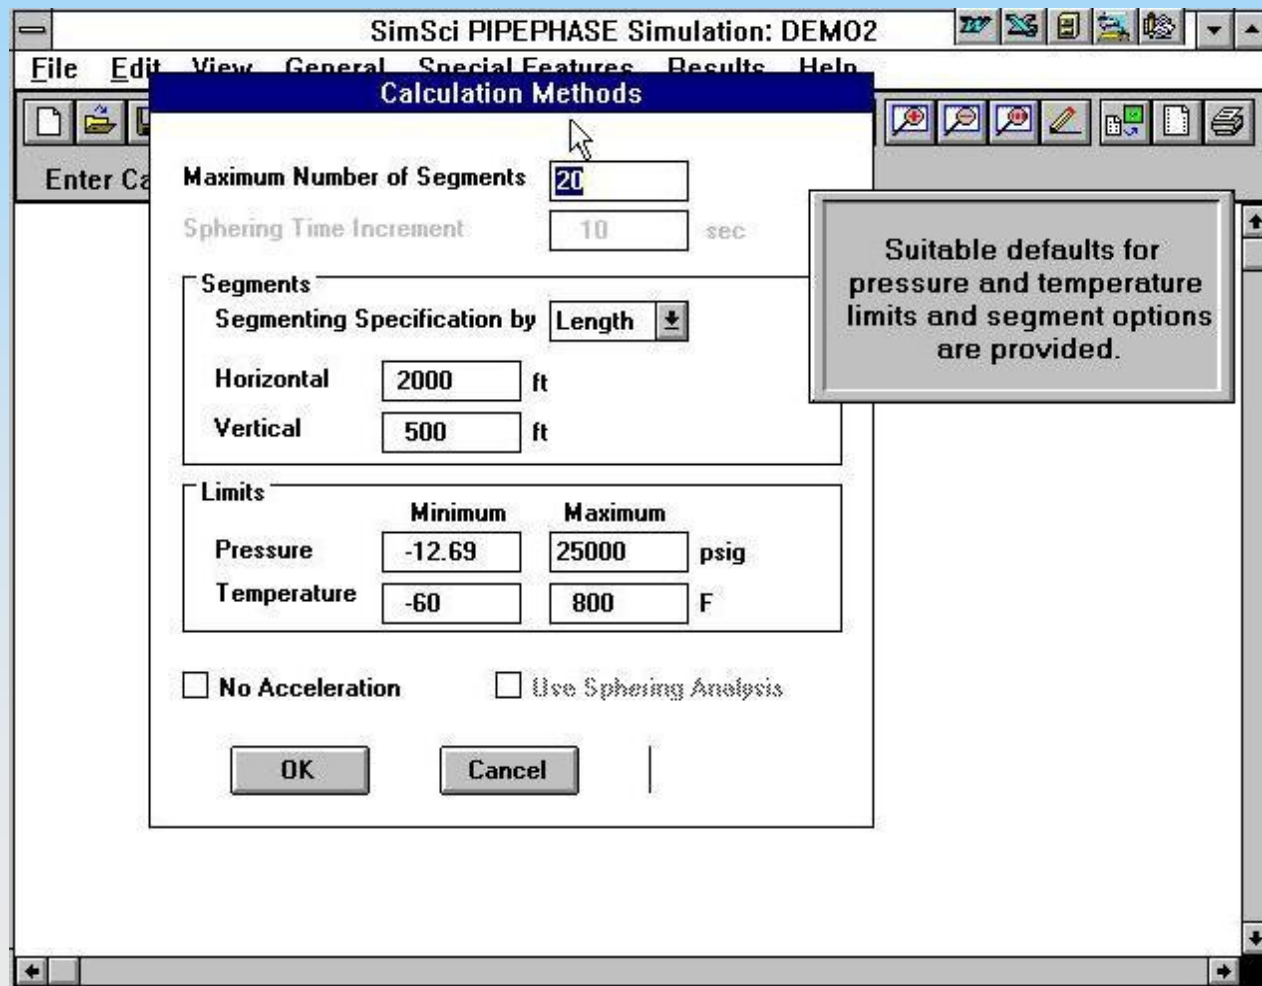 SimSci PIPEPHASE Simulation: DEMO2
File Edit View General Special Features Results Help
Calculation Methods
Enter Ca
Maximum Number of Segments 20
Sphering Time Increment 10 sec
Segments
Segmenting Specification by Length
Horizontal 2000 ft
Vertical 500 ft
Suitable defaults for
pressure and temperature
limits and segment options
are provided.
Limits
Minimum Maximum
Pressure -12.69 25000 psig
Temperature -60 800 F
No Acceleration Use Sphering Analysis
OK Cancel